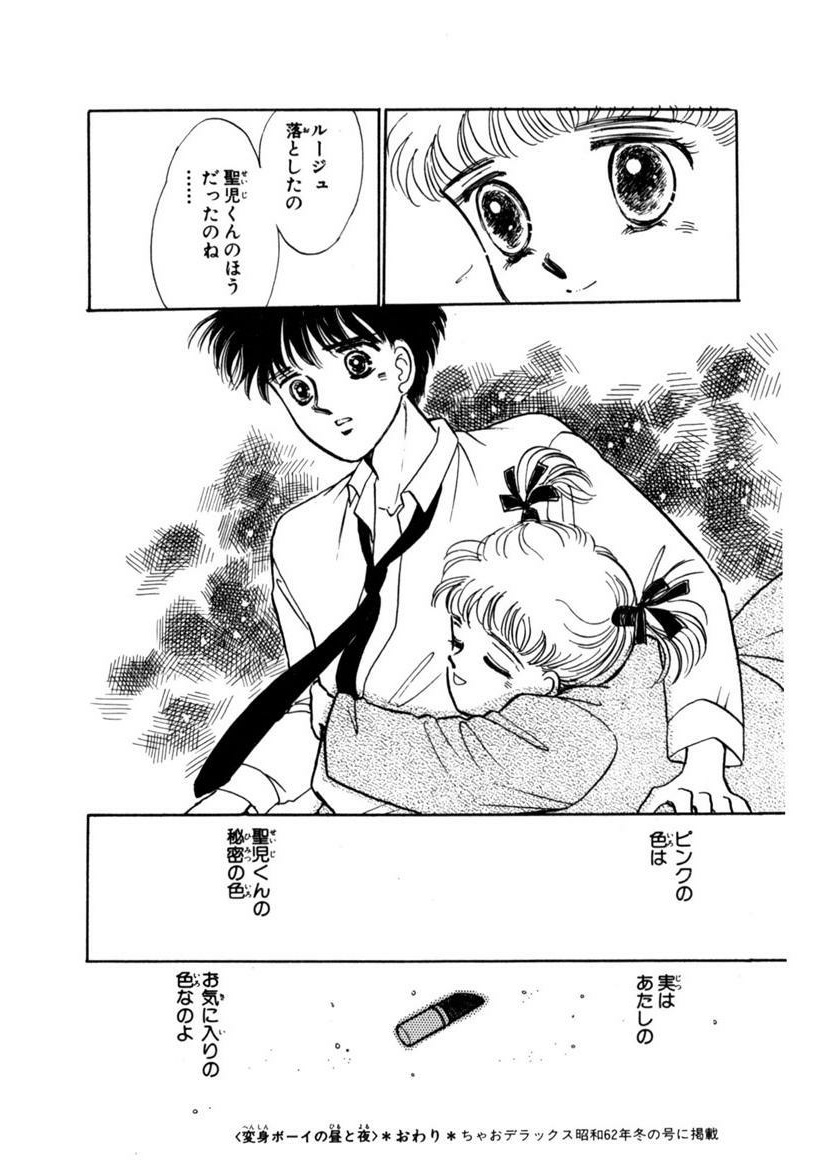 ルージュ
落としたの
聖児くんのほう
だったのね
……
ピンクの
色は
聖児くんの
秘密の色
実は
あたしの
お気に入りの
色なのよ
〈変身ボーイの昼と夜〉＊おわり＊ちゃおデラックス昭和62年冬の号に掲載